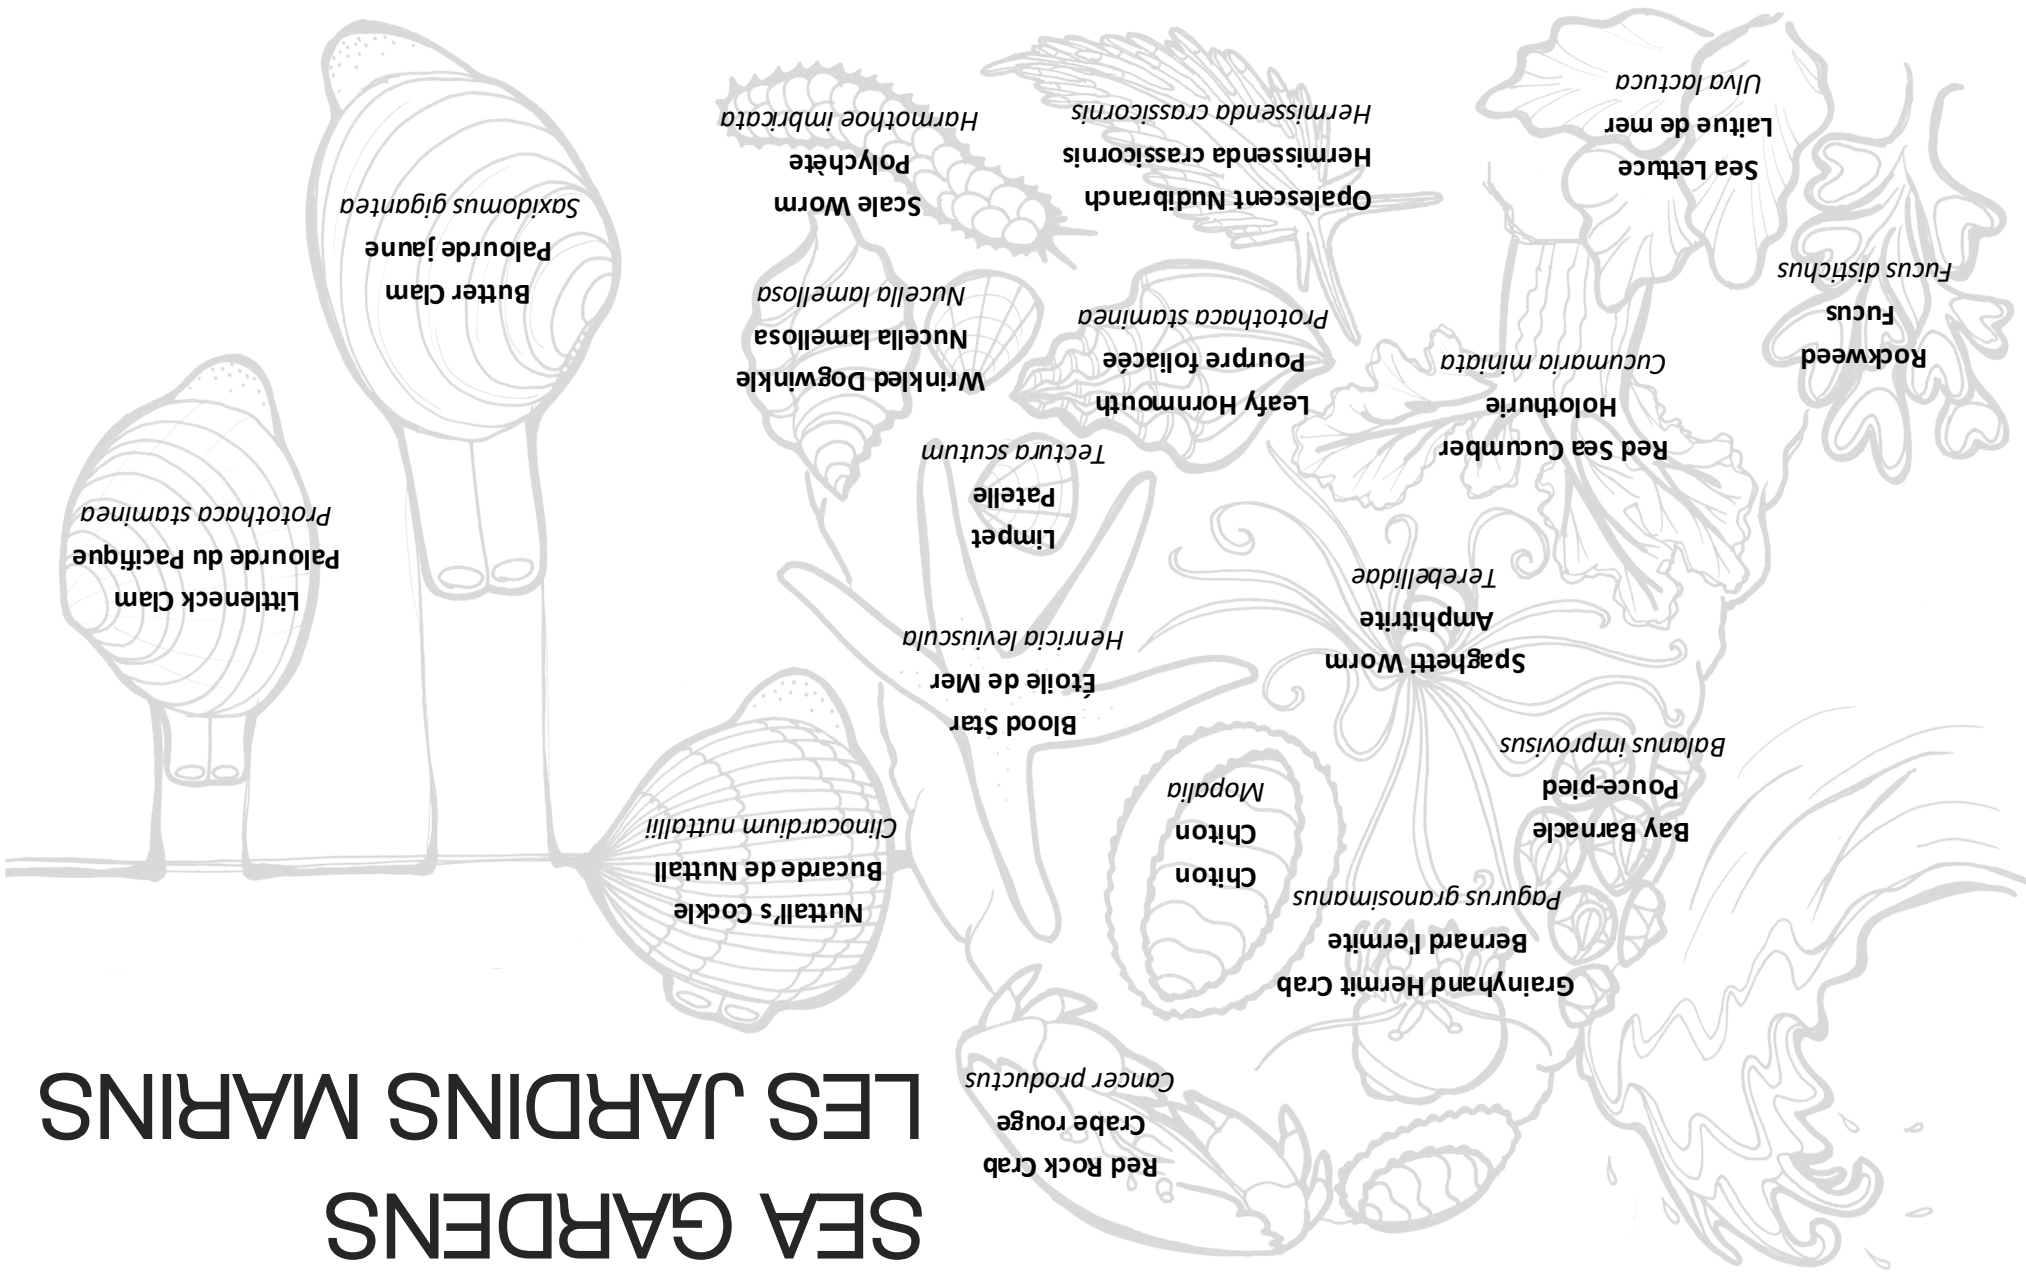 SEA GARDENS
LES JARDINS MARINS
Red Rock Crab
Crabe rouge
Cancer productus
Grainyhand Hermit Crab
Bernard l'ermite
Pagurus granosimanus
Nuttall's Cockle
Bucarde de Nuttall
Clinocardium nuttallii
Chiton
Chiton
Mopalia
Bay Barnacle
Pouce-pied
Balanus improvisus
Blood Star
Étoile de Mer
Henricia leviuscula
Spaghetti Worm
Amphitrite
Terebellidae
Littleneck Clam
Palourde du Pacifique
Protothaca staminea
Limpet
Patelle
Tectura scutum
Red Sea Cucumber
Holothurie
Cucumaria miniata
Leafy Hornmouth
Pourpre foliacée
Protothaca staminea
Wrinkled Dogwinkle
Nucella lamellosa
Nucella lamellosa
Rockweed
Fucus
Fucus distichus
Butter Clam
Palourde jaune
Saxidomus gigantea
Scale Worm
Polychète
Harmothoe imbricata
Opalescent Nudibranch
Hermissenda crassicornis
Hermissenda crassicornis
Sea Lettuce
Laitue de mer
Ulva lactuca